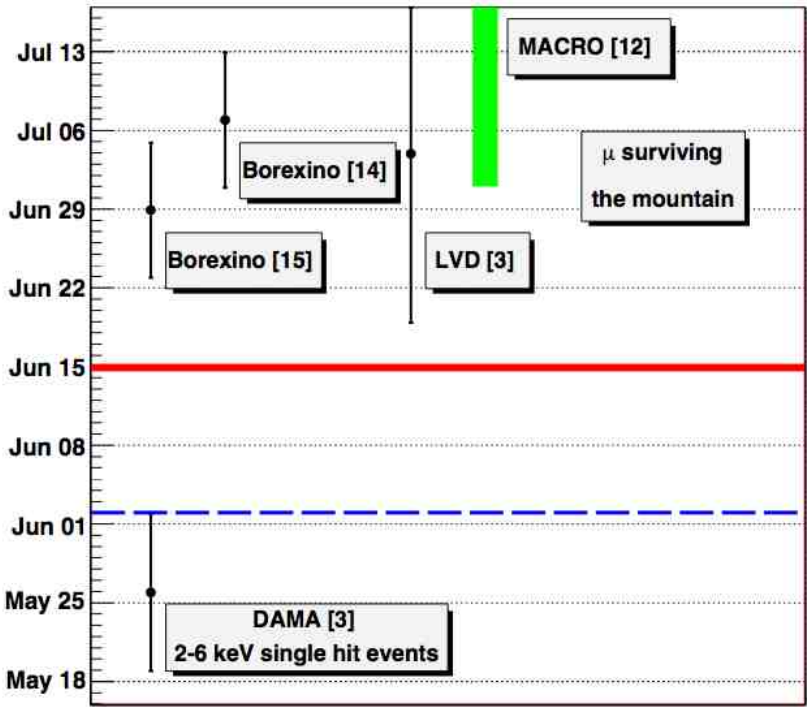 Jul 13
Jul 06
Jun 29
Jun 22
Jun 15
Jun 08
Jun 01
May 25
May 18
MACRO [12]
Borexino [14]
μ surviving
the mountain
Borexino [15]
LVD [3]
DAMA [3]
2-6 keV single hit events